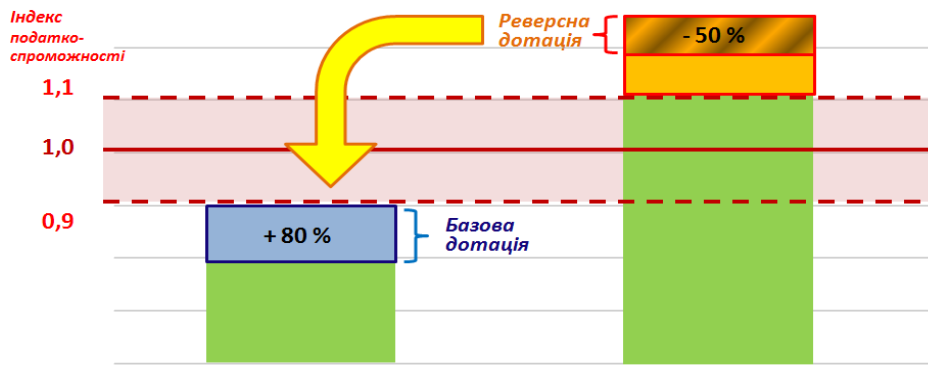 Індекс
податко-
спроможності
Реверсна
дотація
- 50 %
1,1
1,0
0,9
+ 80 %
Базова
дотація